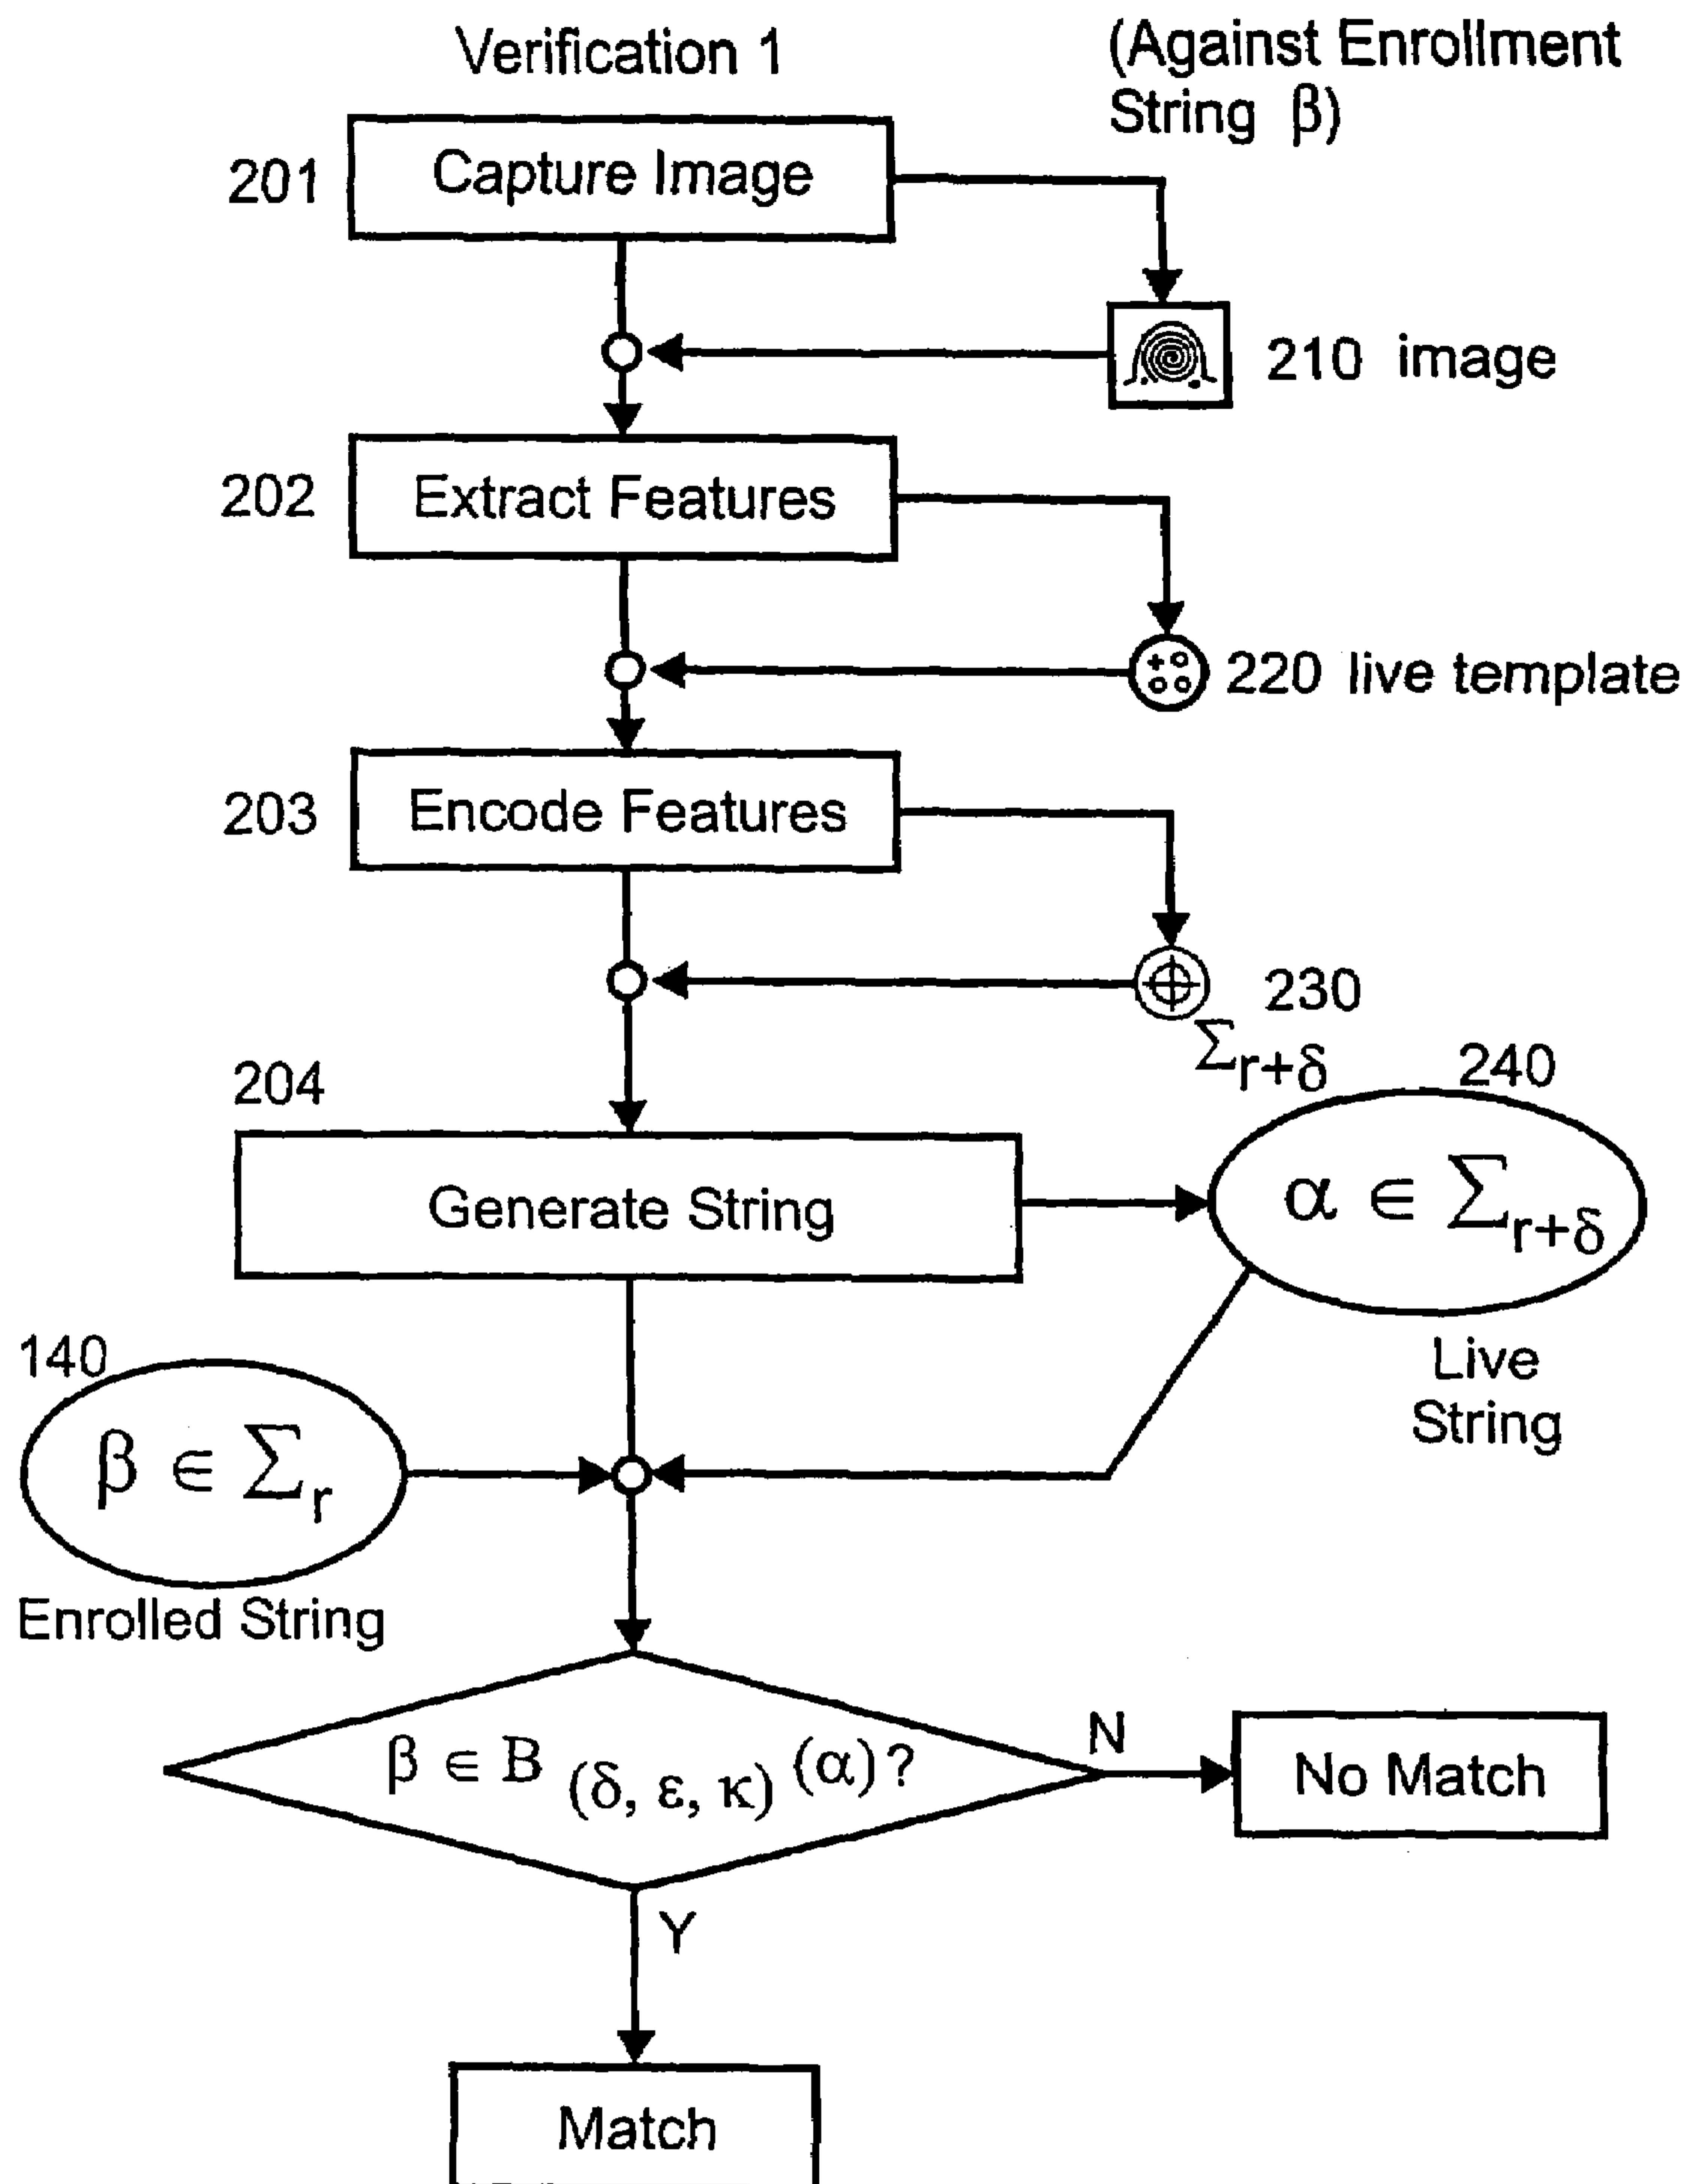 Verification 1
(Against Enrollment
String β)
201
Capture Image
210 image
202
Extract Features
220 live template
203
Encode Features
230
Σr+δ
204
240
Generate String
α ∈ Σr+δ
Live
String
140
β ∈ Σr
Enrolled String
β ∈ B (δ, ε, κ) (α)?
N
No Match
Y
Match